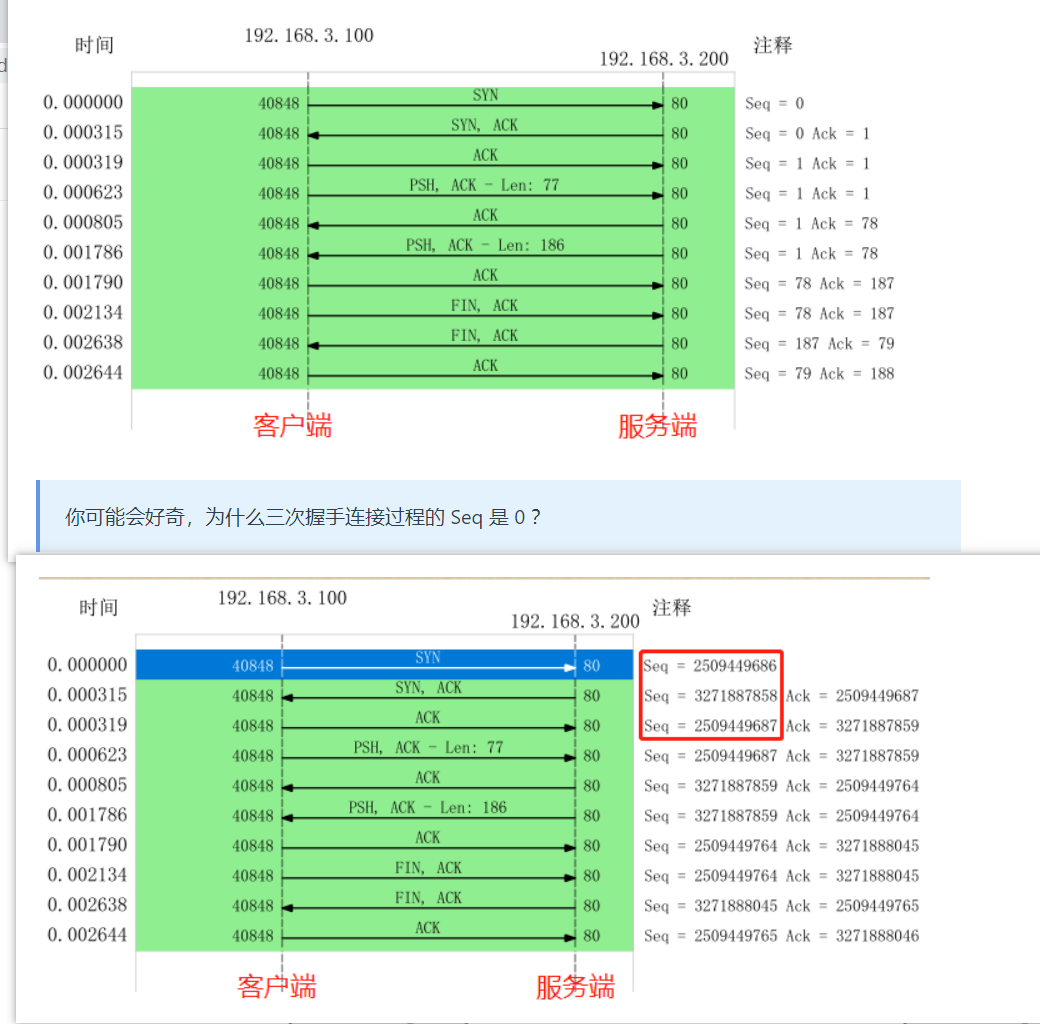 192.168.3.100
时间 注释
192.168.3.200
0.000000 40848 SYN 80 Seq = 0
0.000315 40848 SYN, ACK 80 Seq = 0 Ack = 1
0.000319 40848 ACK 80 Seq = 1 Ack = 1
0.000623 40848 PSH, ACK - Len: 77 80 Seq = 1 Ack = 1
0.000805 40848 ACK 80 Seq = 1 Ack = 78
0.001786 40848 PSH, ACK - Len: 186 80 Seq = 1 Ack = 78
0.001790 40848 ACK 80 Seq = 78 Ack = 187
0.002134 40848 FIN, ACK 80 Seq = 78 Ack = 187
0.002638 40848 FIN, ACK 80 Seq = 187 Ack = 79
0.002644 40848 ACK 80 Seq = 79 Ack = 188
客户端 服务端
你可能会好奇，为什么三次握手连接过程的 Seq 是 0 ？
192.168.3.100
时间 注释
192.168.3.200
0.000000 40848 SYN 80 Seq = 2509449686
0.000315 40848 SYN, ACK 80 Seq = 3271887858 Ack = 2509449687
0.000319 40848 ACK 80 Seq = 2509449687 Ack = 3271887859
0.000623 40848 PSH, ACK - Len: 77 80 Seq = 2509449687 Ack = 3271887859
0.000805 40848 ACK 80 Seq = 3271887859 Ack = 2509449764
0.001786 40848 PSH, ACK - Len: 186 80 Seq = 3271887859 Ack = 2509449764
0.001790 40848 ACK 80 Seq = 2509449764 Ack = 3271888045
0.002134 40848 FIN, ACK 80 Seq = 2509449764 Ack = 3271888045
0.002638 40848 FIN, ACK 80 Seq = 3271888045 Ack = 2509449765
0.002644 40848 ACK 80 Seq = 2509449765 Ack = 3271888046
客户端 服务端